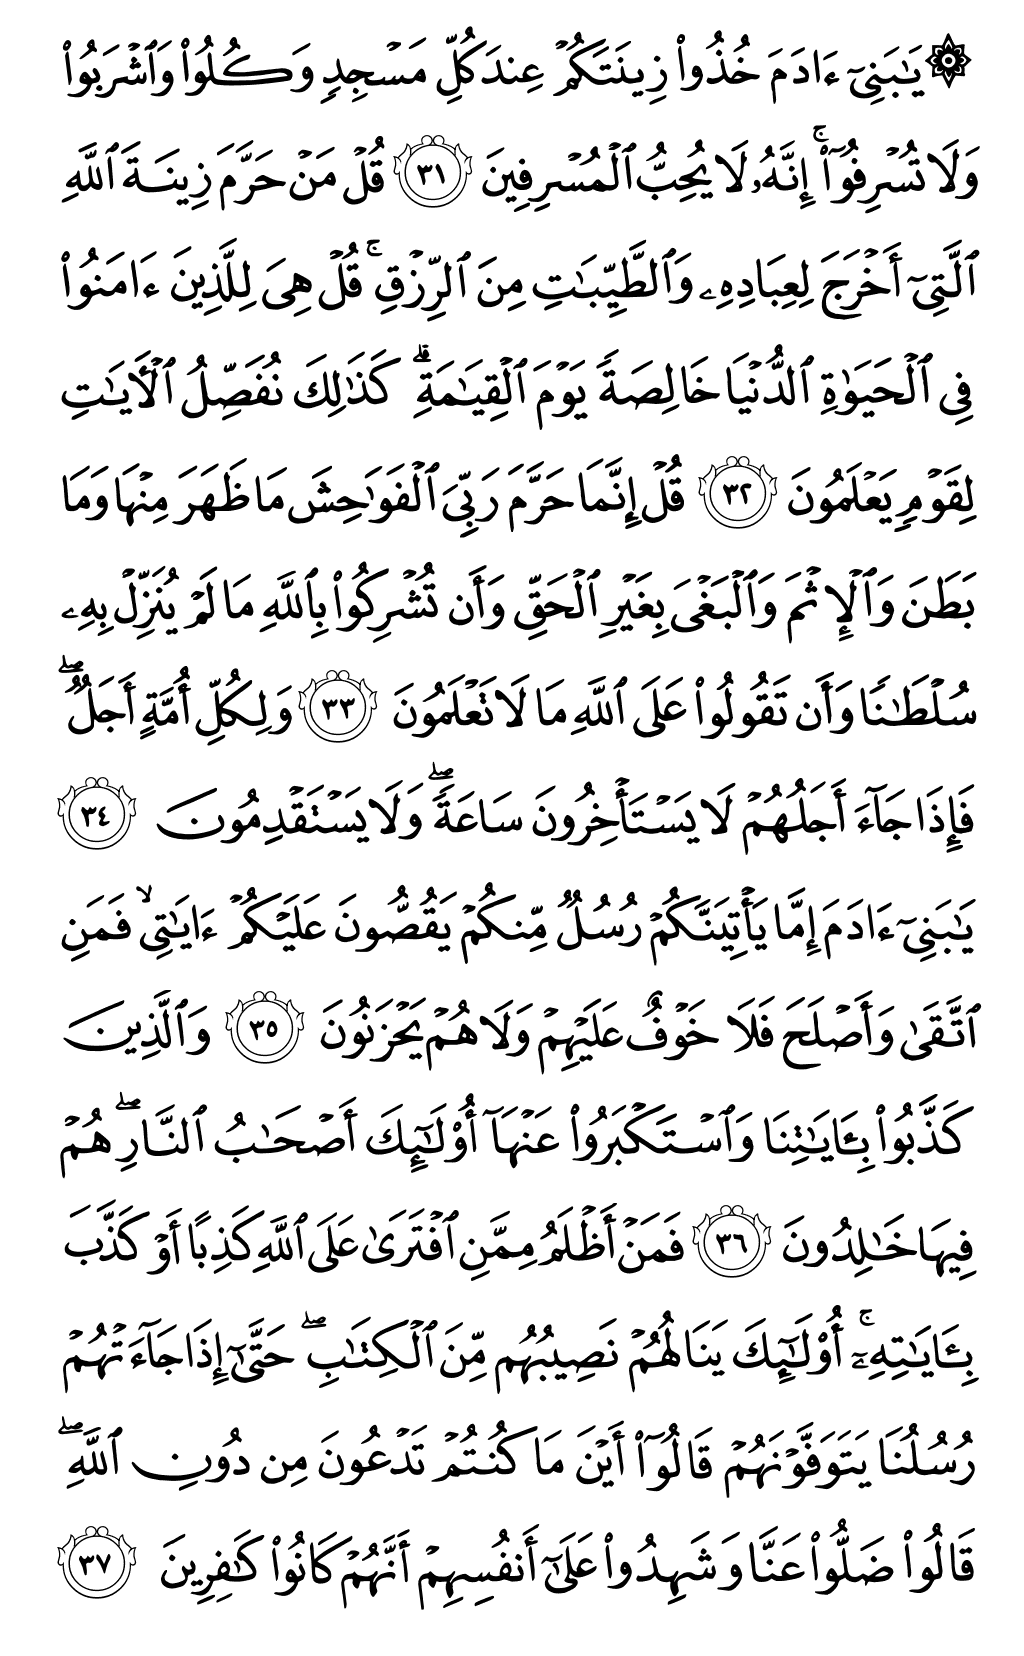 ۞ يَٰبَنِيٓ ءَادَمَ خُذُواْ زِينَتَكُمۡ عِندَ كُلِّ مَسۡجِدٖ وَكُلُواْ وَٱشۡرَبُواْ
وَلَا تُسۡرِفُوٓاْۚ إِنَّهُۥ لَا يُحِبُّ ٱلۡمُسۡرِفِينَ ٣١ قُلۡ مَنۡ حَرَّمَ زِينَةَ ٱللَّهِ
ٱلَّتِيٓ أَخۡرَجَ لِعِبَادِهِۦ وَٱلطَّيِّبَٰتِ مِنَ ٱلرِّزۡقِۚ قُلۡ هِيَ لِلَّذِينَ ءَامَنُواْ
فِي ٱلۡحَيَوٰةِ ٱلدُّنۡيَا خَالِصَةٗ يَوۡمَ ٱلۡقِيَٰمَةِۗ كَذَٰلِكَ نُفَصِّلُ ٱلۡأٓيَٰتِ
لِقَوۡمٖ يَعۡلَمُونَ ٣٢ قُلۡ إِنَّمَا حَرَّمَ رَبِّيَ ٱلۡفَوَٰحِشَ مَا ظَهَرَ مِنۡهَا وَمَا
بَطَنَ وَٱلۡإِثۡمَ وَٱلۡبَغۡيَ بِغَيۡرِ ٱلۡحَقِّ وَأَن تُشۡرِكُواْ بِٱللَّهِ مَا لَمۡ يُنَزِّلۡ بِهِۦ
سُلۡطَٰنٗا وَأَن تَقُولُواْ عَلَى ٱللَّهِ مَا لَا تَعۡلَمُونَ ٣٣ وَلِكُلِّ أُمَّةٍ أَجَلٞۖ
فَإِذَا جَآءَ أَجَلُهُمۡ لَا يَسۡتَأۡخِرُونَ سَاعَةٗۖ وَلَا يَسۡتَقۡدِمُونَ ٣٤
يَٰبَنِيٓ ءَادَمَ إِمَّا يَأۡتِيَنَّكُمۡ رُسُلٞ مِّنكُمۡ يَقُصُّونَ عَلَيۡكُمۡ ءَايَٰتِي ۙ فَمَنِ
ٱتَّقَىٰ وَأَصۡلَحَ فَلَا خَوۡفٌ عَلَيۡهِمۡ وَلَا هُمۡ يَحۡزَنُونَ ٣٥ وَٱلَّذِينَ
كَذَّبُواْ بِـَٔايَٰتِنَا وَٱسۡتَكۡبَرُواْ عَنۡهَآ أُوْلَٰٓئِكَ أَصۡحَٰبُ ٱلنَّارِۖ هُمۡ
فِيهَا خَٰلِدُونَ ٣٦ فَمَنۡ أَظۡلَمُ مِمَّنِ ٱفۡتَرَىٰ عَلَى ٱللَّهِ كَذِبًا أَوۡ كَذَّبَ
بِـَٔايَٰتِهِۦٓۚ أُوْلَٰٓئِكَ يَنَالُهُمۡ نَصِيبُهُم مِّنَ ٱلۡكِتَٰبِۖ حَتَّىٰٓ إِذَا جَآءَتۡهُمۡ
رُسُلُنَا يَتَوَفَّوۡنَهُمۡ قَالُوٓاْ أَيۡنَ مَا كُنتُمۡ تَدۡعُونَ مِن دُونِ ٱللَّهِۖ
قَالُواْ ضَلُّواْ عَنَّا وَشَهِدُواْ عَلَىٰٓ أَنفُسِهِمۡ أَنَّهُمۡ كَانُواْ كَٰفِرِينَ ٣٧